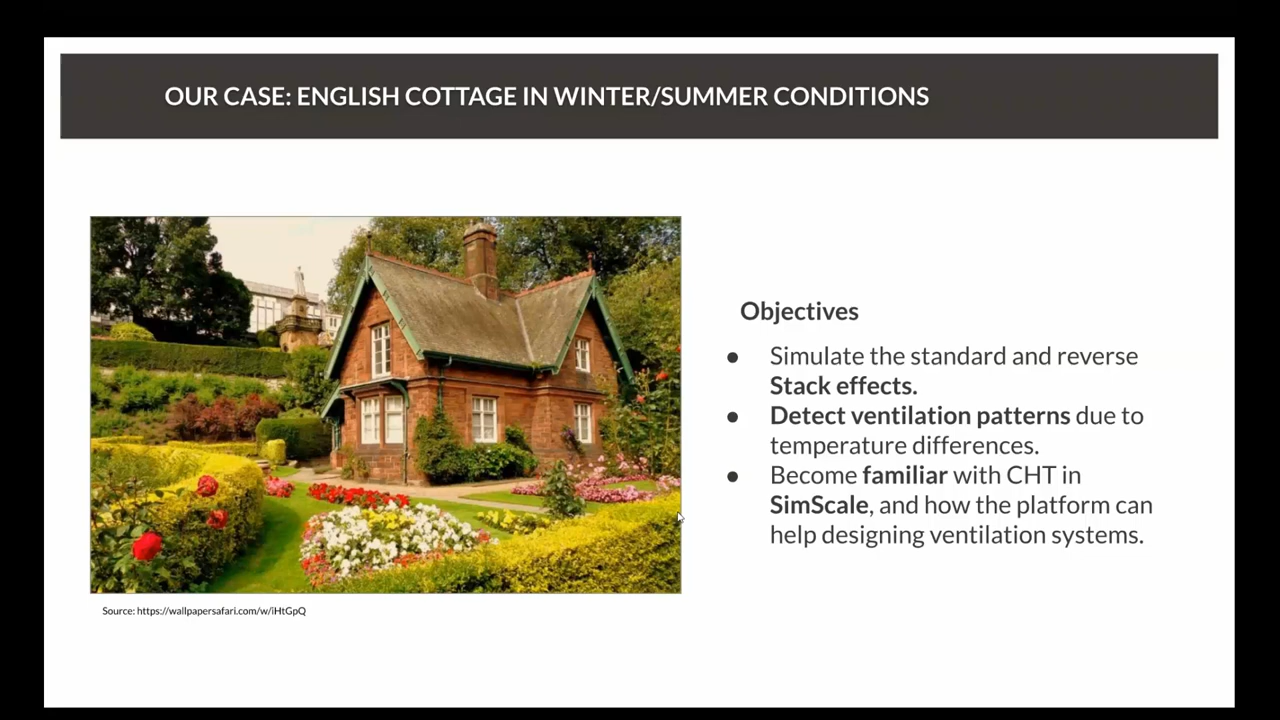 OUR CASE: ENGLISH COTTAGE IN WINTER/SUMMER CONDITIONS
Objectives
● Simulate the standard and reverse
Stack effects.
● Detect ventilation patterns due to
temperature differences.
● Become familiar with CHT in
SimScale, and how the platform can
help designing ventilation systems.
Source: https://wallpapersafari.com/w/iHtGpQ